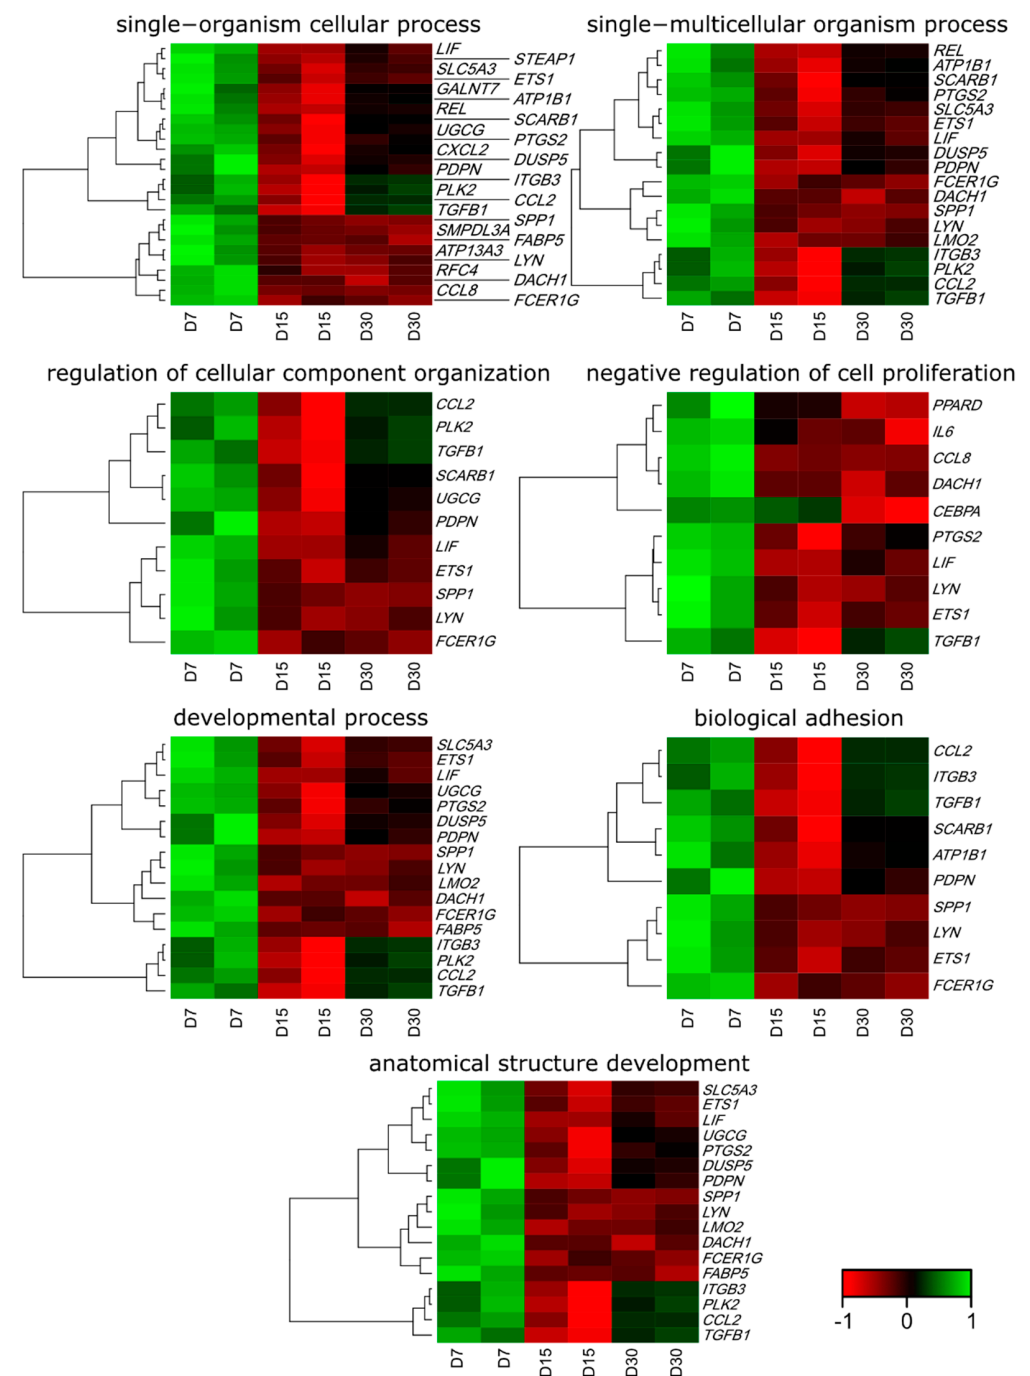 single−organism cellular process
LIF
STEAP1
SLC5A3
ETS1
GALNT7
ATP1B1
REL
SCARB1
UGCG
PTGS2
CXCL2
DUSP5
PDPN
ITGB3
PLK2
CCL2
TGFB1
SPP1
SMPDL3A
FABP5
ATP13A3
LYN
RFC4
DACH1
CCL8
FCER1G
D7 D7 D15 D15 D30 D30
single−multicellular organism process
REL
ATP1B1
SCARB1
PTGS2
SLC5A3
ETS1
LIF
DUSP5
PDPN
FCER1G
DACH1
SPP1
LYN
LMO2
ITGB3
PLK2
CCL2
TGFB1
D7 D7 D15 D15 D30 D30
regulation of cellular component organization
CCL2
PLK2
TGFB1
SCARB1
UGCG
PDPN
LIF
ETS1
SPP1
LYN
FCER1G
D7 D7 D15 D15 D30 D30
negative regulation of cell proliferation
PPARD
IL6
CCL8
DACH1
CEBPA
PTGS2
LIF
LYN
ETS1
TGFB1
D7 D7 D15 D15 D30 D30
developmental process
SLC5A3
ETS1
LIF
UGCG
PTGS2
DUSP5
PDPN
SPP1
LYN
LMO2
DACH1
FCER1G
FABP5
ITGB3
PLK2
CCL2
TGFB1
D7 D7 D15 D15 D30 D30
biological adhesion
CCL2
ITGB3
TGFB1
SCARB1
ATP1B1
PDPN
SPP1
LYN
ETS1
FCER1G
D7 D7 D15 D15 D30 D30
anatomical structure development
SLC5A3
ETS1
LIF
UGCG
PTGS2
DUSP5
PDPN
SPP1
LYN
LMO2
DACH1
FCER1G
FABP5
ITGB3
PLK2
CCL2
TGFB1
D7 D7 D15 D15 D30 D30
-1 0 1